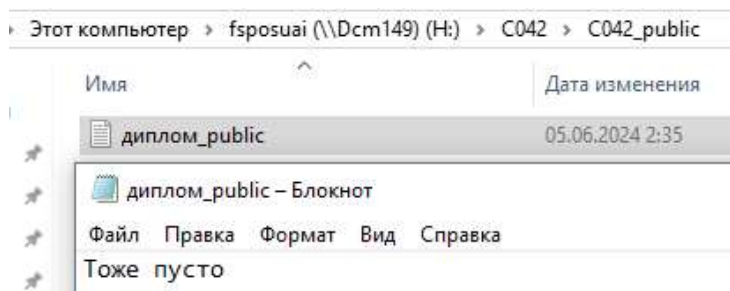 Этот компьютер › fsposuai (\\Dcm149) (H:) › C042 › C042_public
Имя Дата изменения
диплом_public 05.06.2024 2:35
диплом_public – Блокнот
Файл Правка Формат Вид Справка
Тоже пусто